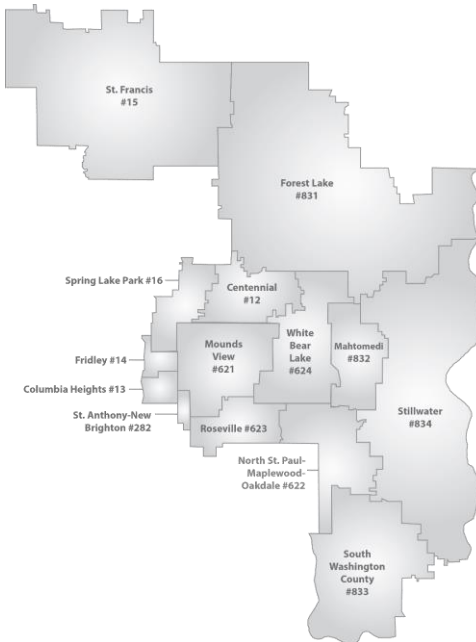 St. Francis
#15
Forest Lake
#831
Spring Lake Park #16
Centennial
#12
Mounds
View
#621
White
Bear
Lake
#624
Mahtomedi
#832
Fridley #14
Columbia Heights #13
St. Anthony-New
Brighton #282
Roseville #623
Stillwater
#834
North St. Paul-
Maplewood-
Oakdale #622
South
Washington
County
#833